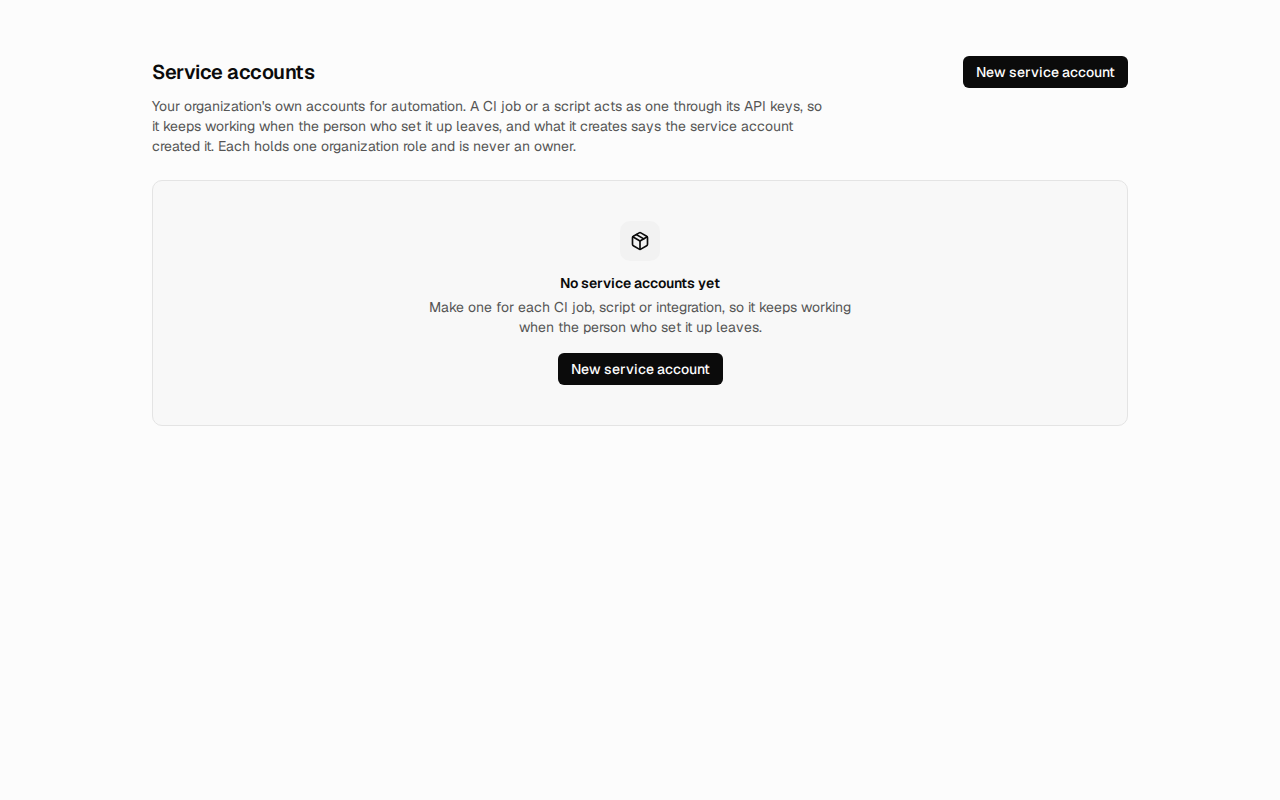 Service accounts
New service account
Your organization's own accounts for automation. A CI job or a script acts as one through its API keys, so
it keeps working when the person who set it up leaves, and what it creates says the service account
created it. Each holds one organization role and is never an owner.
No service accounts yet
Make one for each CI job, script or integration, so it keeps working
when the person who set it up leaves.
New service account